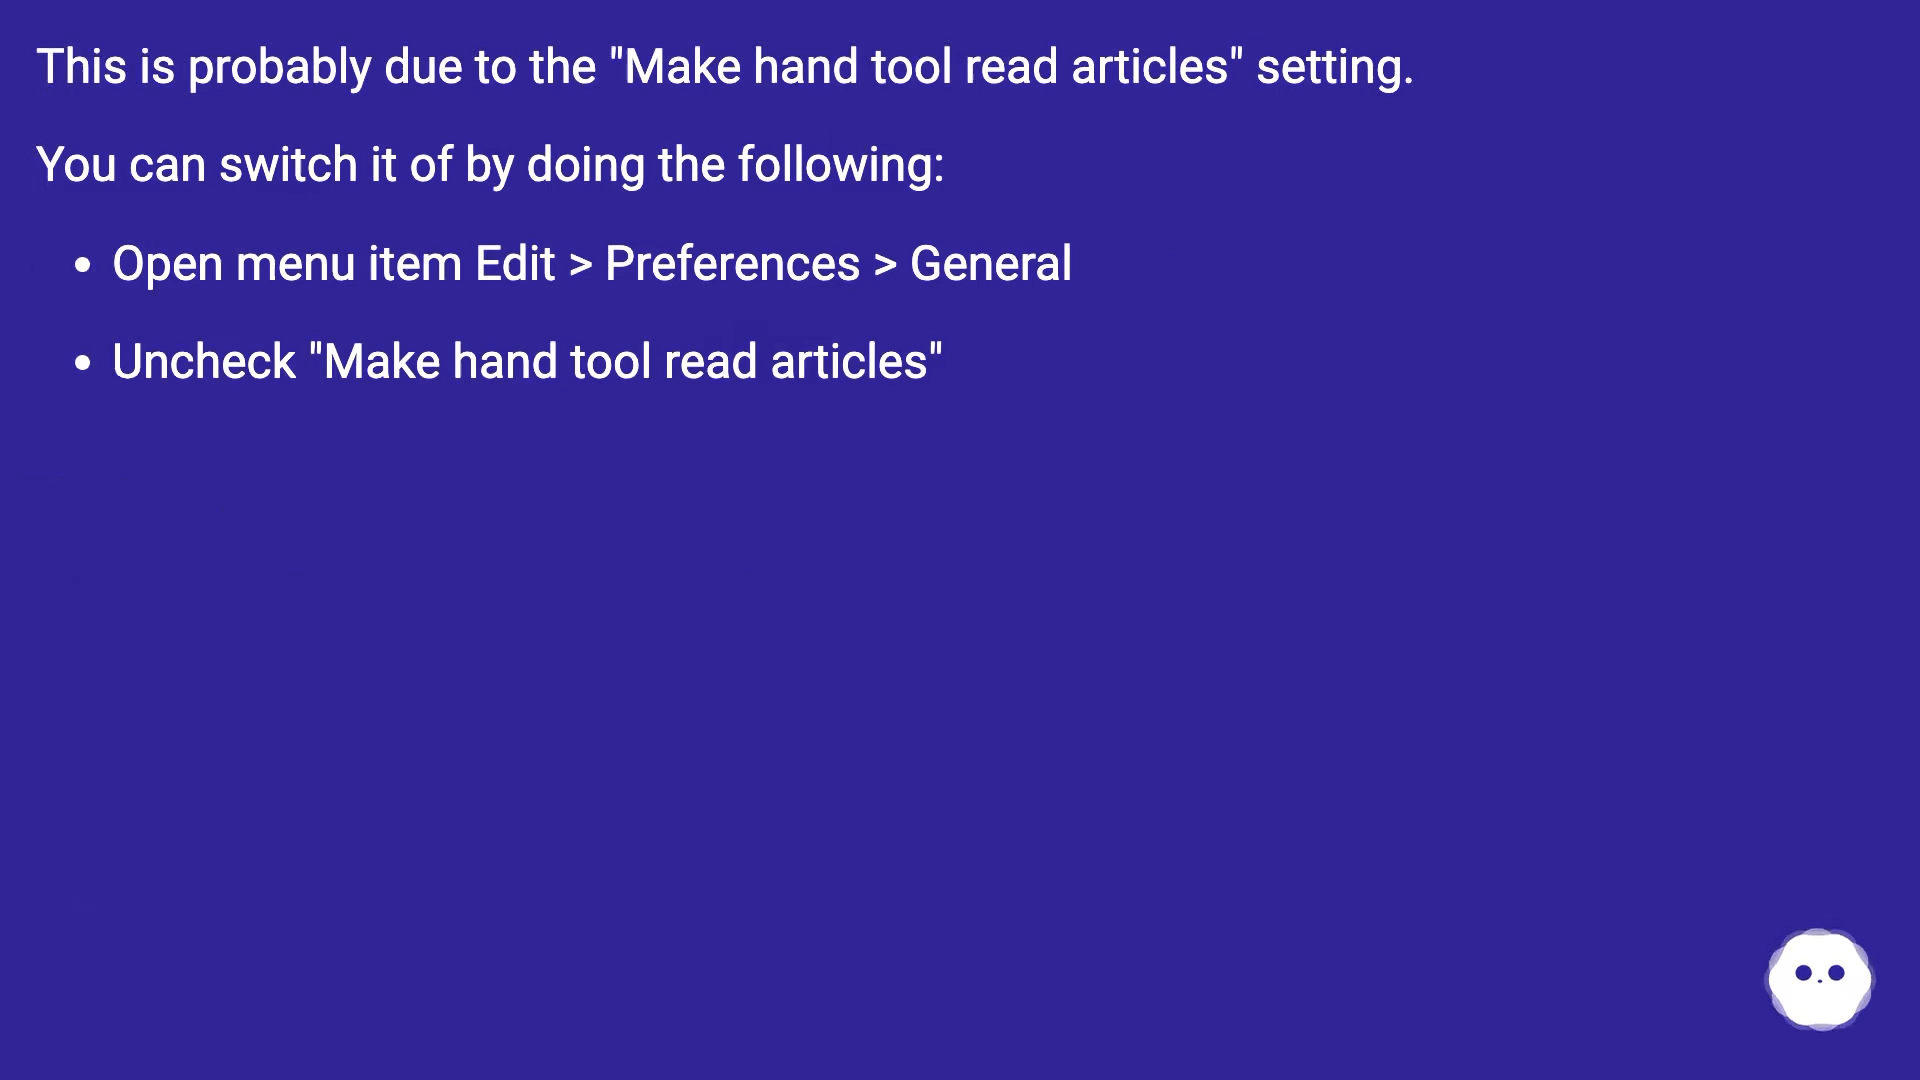 This is probably due to the "Make hand tool read articles" setting.
You can switch it of by doing the following:
• Open menu item Edit > Preferences > General
• Uncheck "Make hand tool read articles"